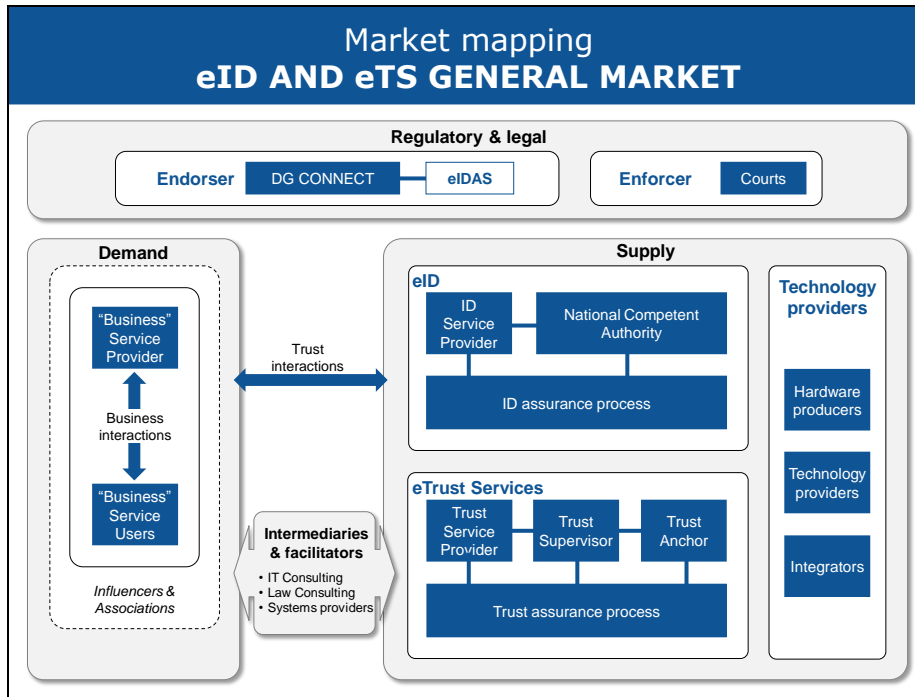 Market mapping
eID AND eTS GENERAL MARKET
Regulatory & legal
Endorser
DG CONNECT
eIDAS
Enforcer
Courts
Demand
"Business"
Service
Provider
Business
interactions
"Business"
Service
Users
Influencers &
Associations
Trust
interactions
Intermediaries
& facilitators
• IT Consulting
• Law Consulting
• Systems providers
Supply
eID
ID
Service
Provider
National Competent
Authority
ID assurance process
eTrust Services
Trust
Service
Provider
Trust
Supervisor
Trust
Anchor
Trust assurance process
Technology
providers
Hardware
producers
Technology
providers
Integrators